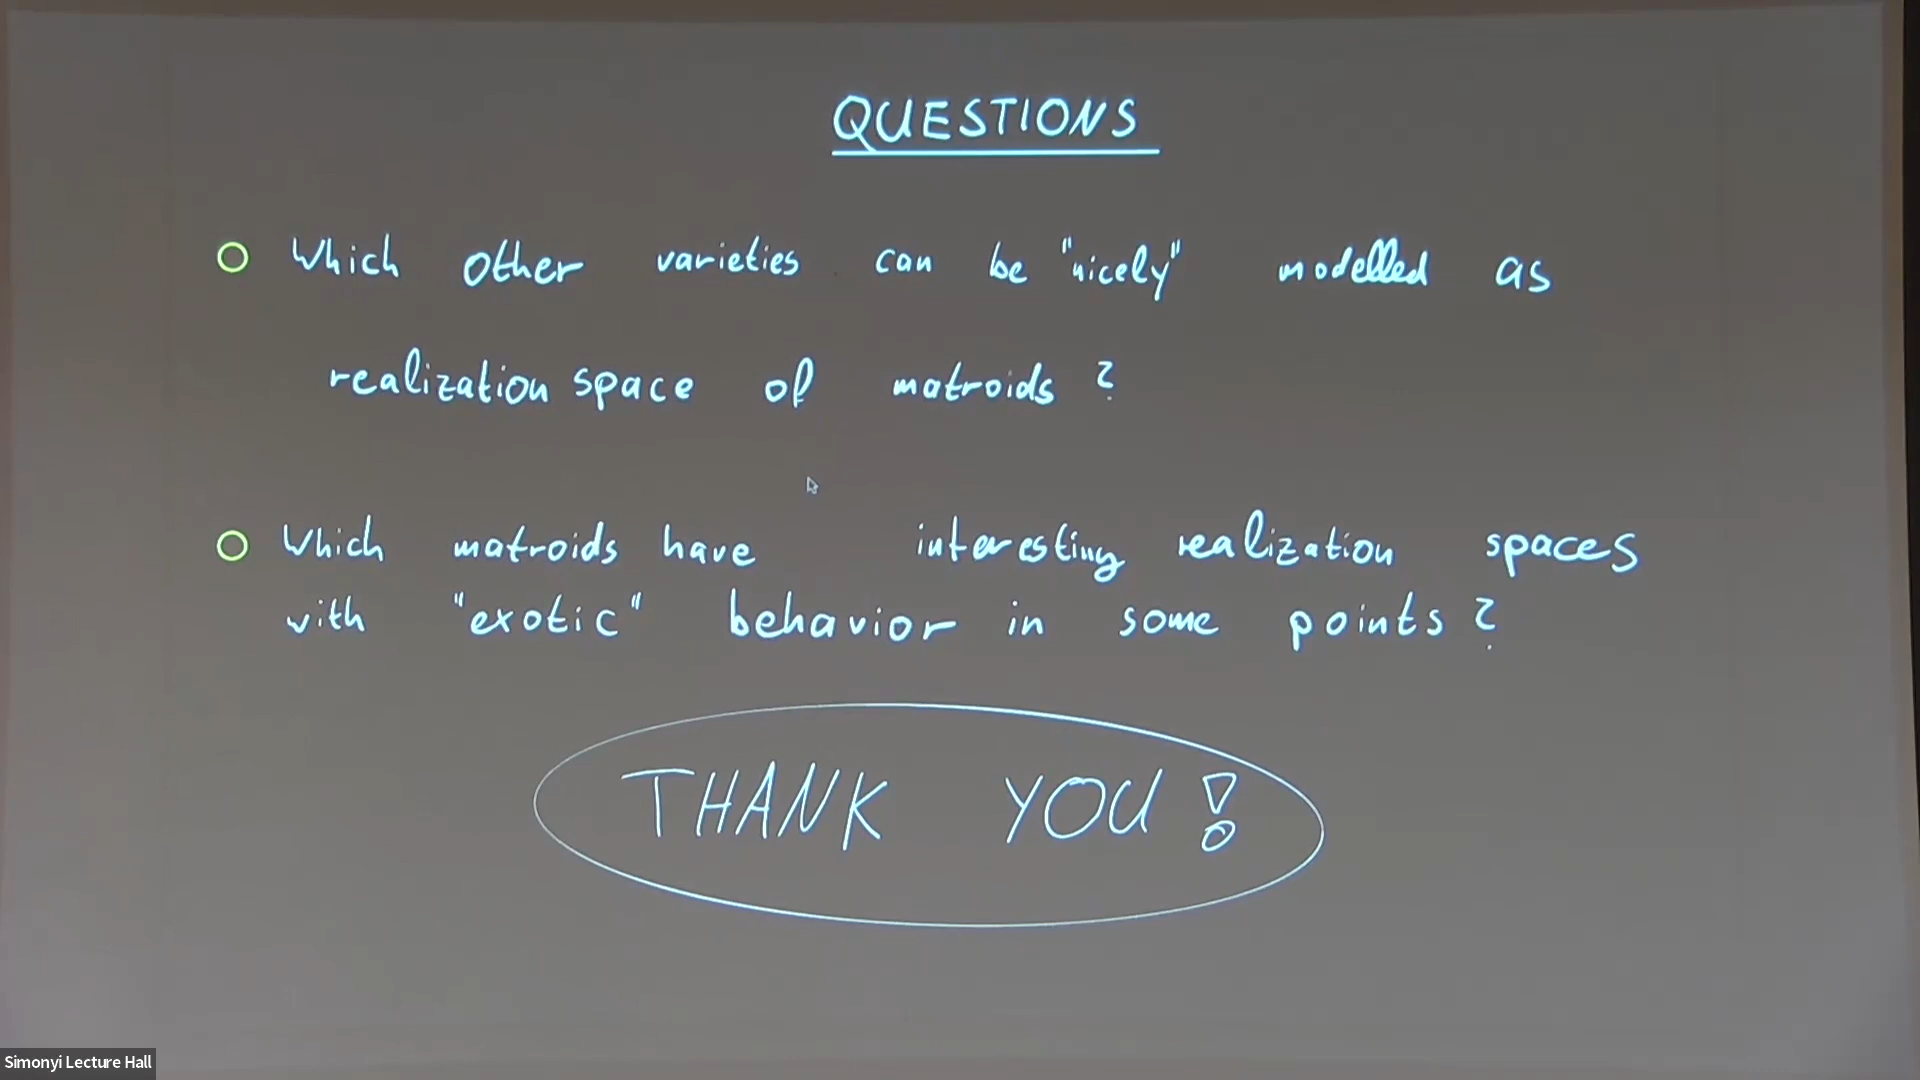 QUESTIONS
Which other varieties can be "nicely" modelled as
realization space of matroids?
Which matroids have interesting realization spaces
with "exotic" behavior in some points?
THANK YOU!
Simonyi Lecture Hall